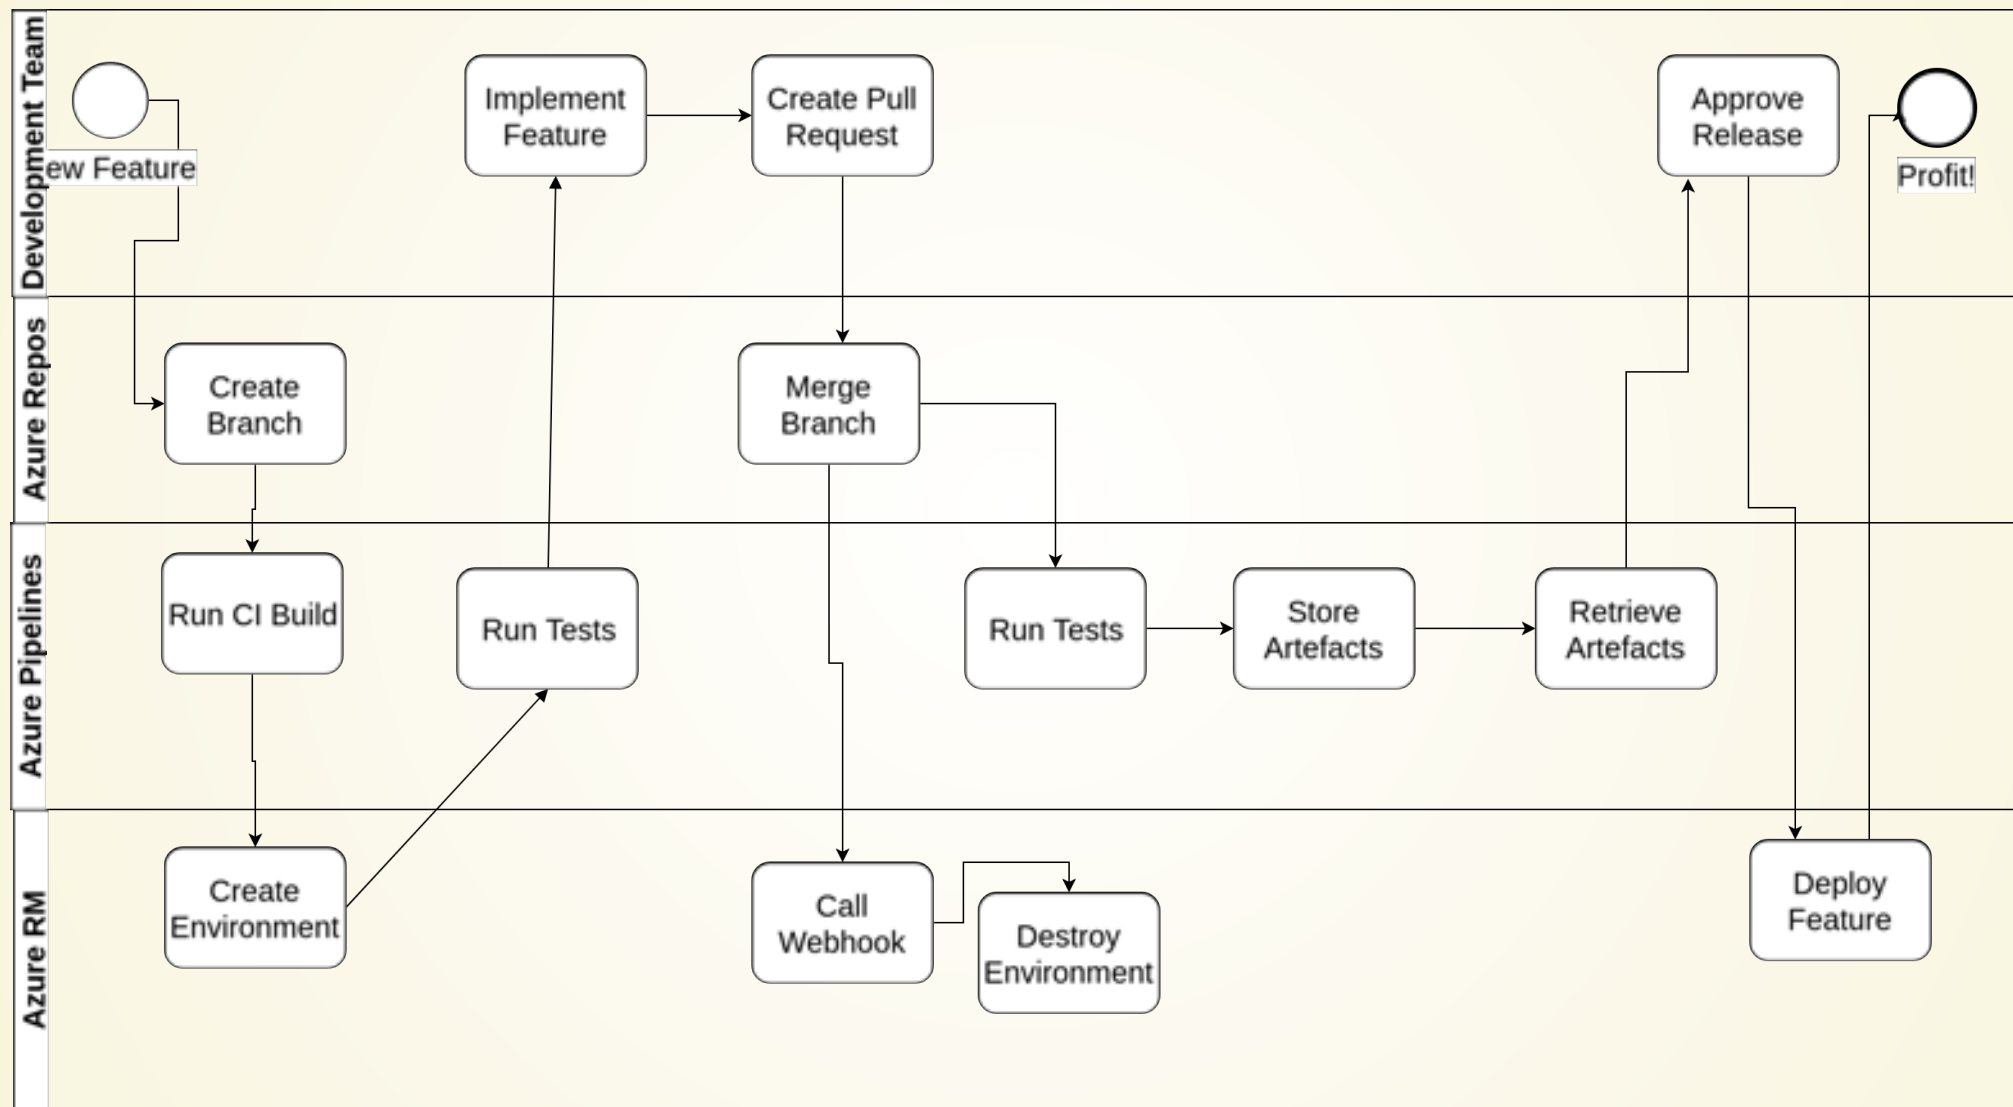 Development Team
ew Feature
Implement
Feature
Create Pull
Request
Approve
Release
Profit!
Azure Repos
Create
Branch
Merge
Branch
Azure Pipelines
Run CI Build
Run Tests
Run Tests
Store
Artefacts
Retrieve
Artefacts
Azure RM
Create
Environment
Call
Webhook
Destroy
Environment
Deploy
Feature